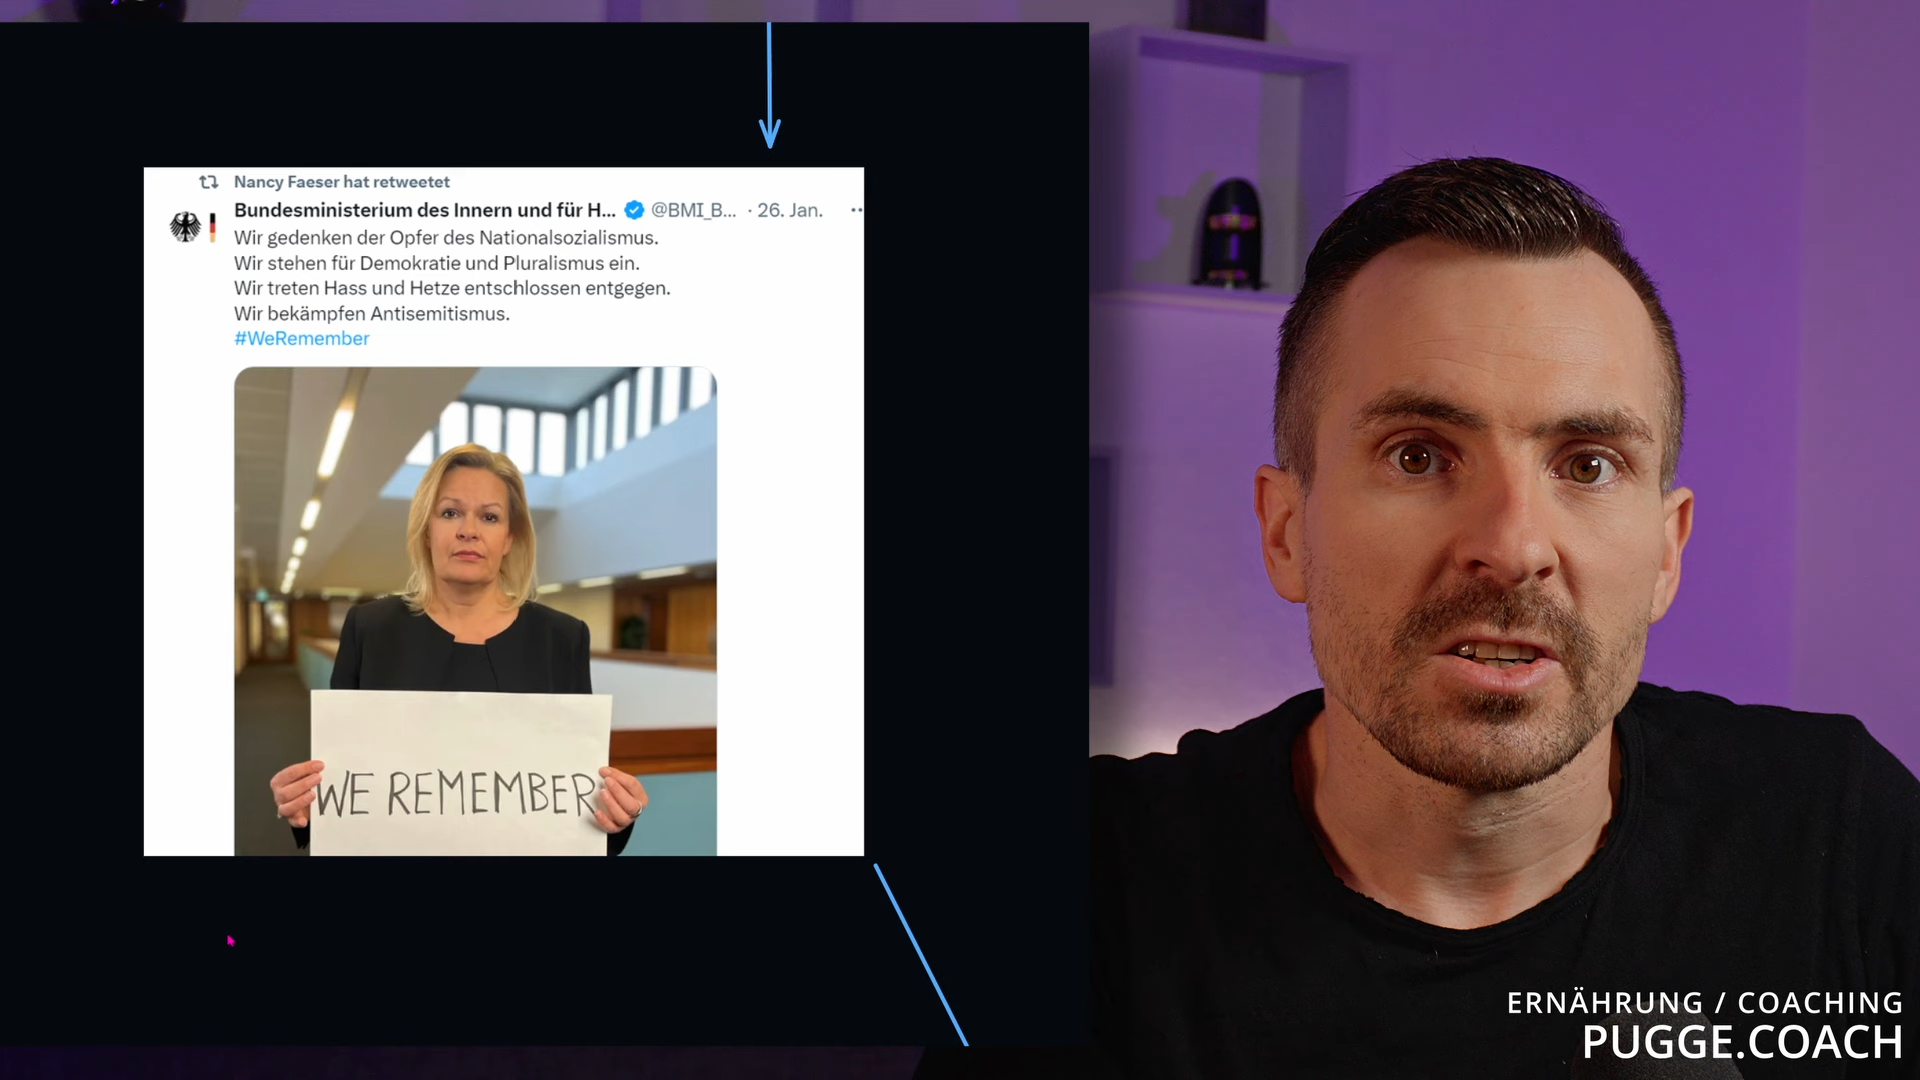 Nancy Faeser hat retweetet
Bundesministerium des Innern und für H... @BMI_B... · 26. Jan. ··
Wir gedenken der Opfer des Nationalsozialismus.
Wir stehen für Demokratie und Pluralismus ein.
Wir treten Hass und Hetze entschlossen entgegen.
Wir bekämpfen Antisemitismus.
#WeRemember
WE REMEMBER
ERNÄHRUNG / COACHING
PUGGE.COACH